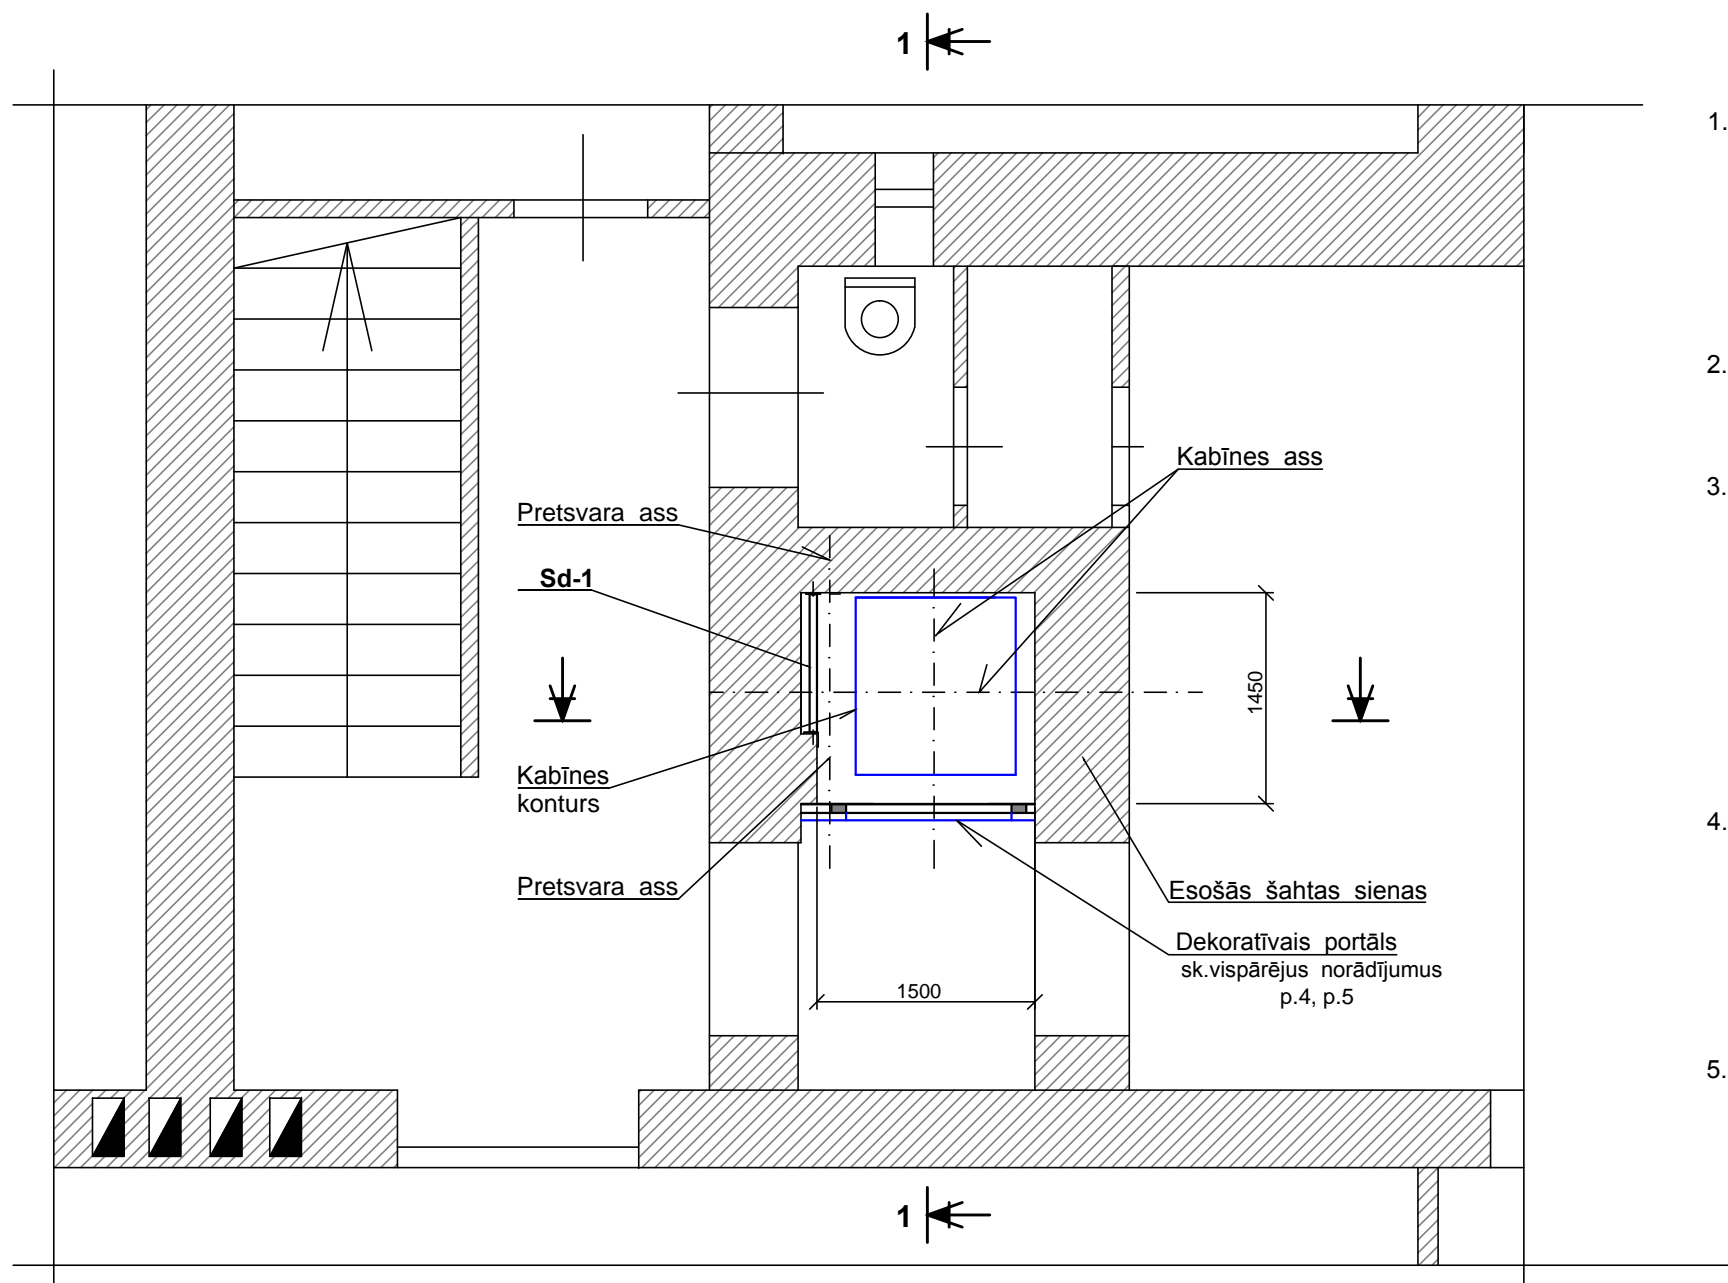 1
1.
2.
Kabīnes ass
3.
Pretsvara ass
Sd-1
1450
Kabīnes
konturs
4.
Pretsvara ass
Esošās šahtas sienas
Dekoratīvais portāls
sk.vispārējus norādījumus
p.4, p.5
1500
5.
1